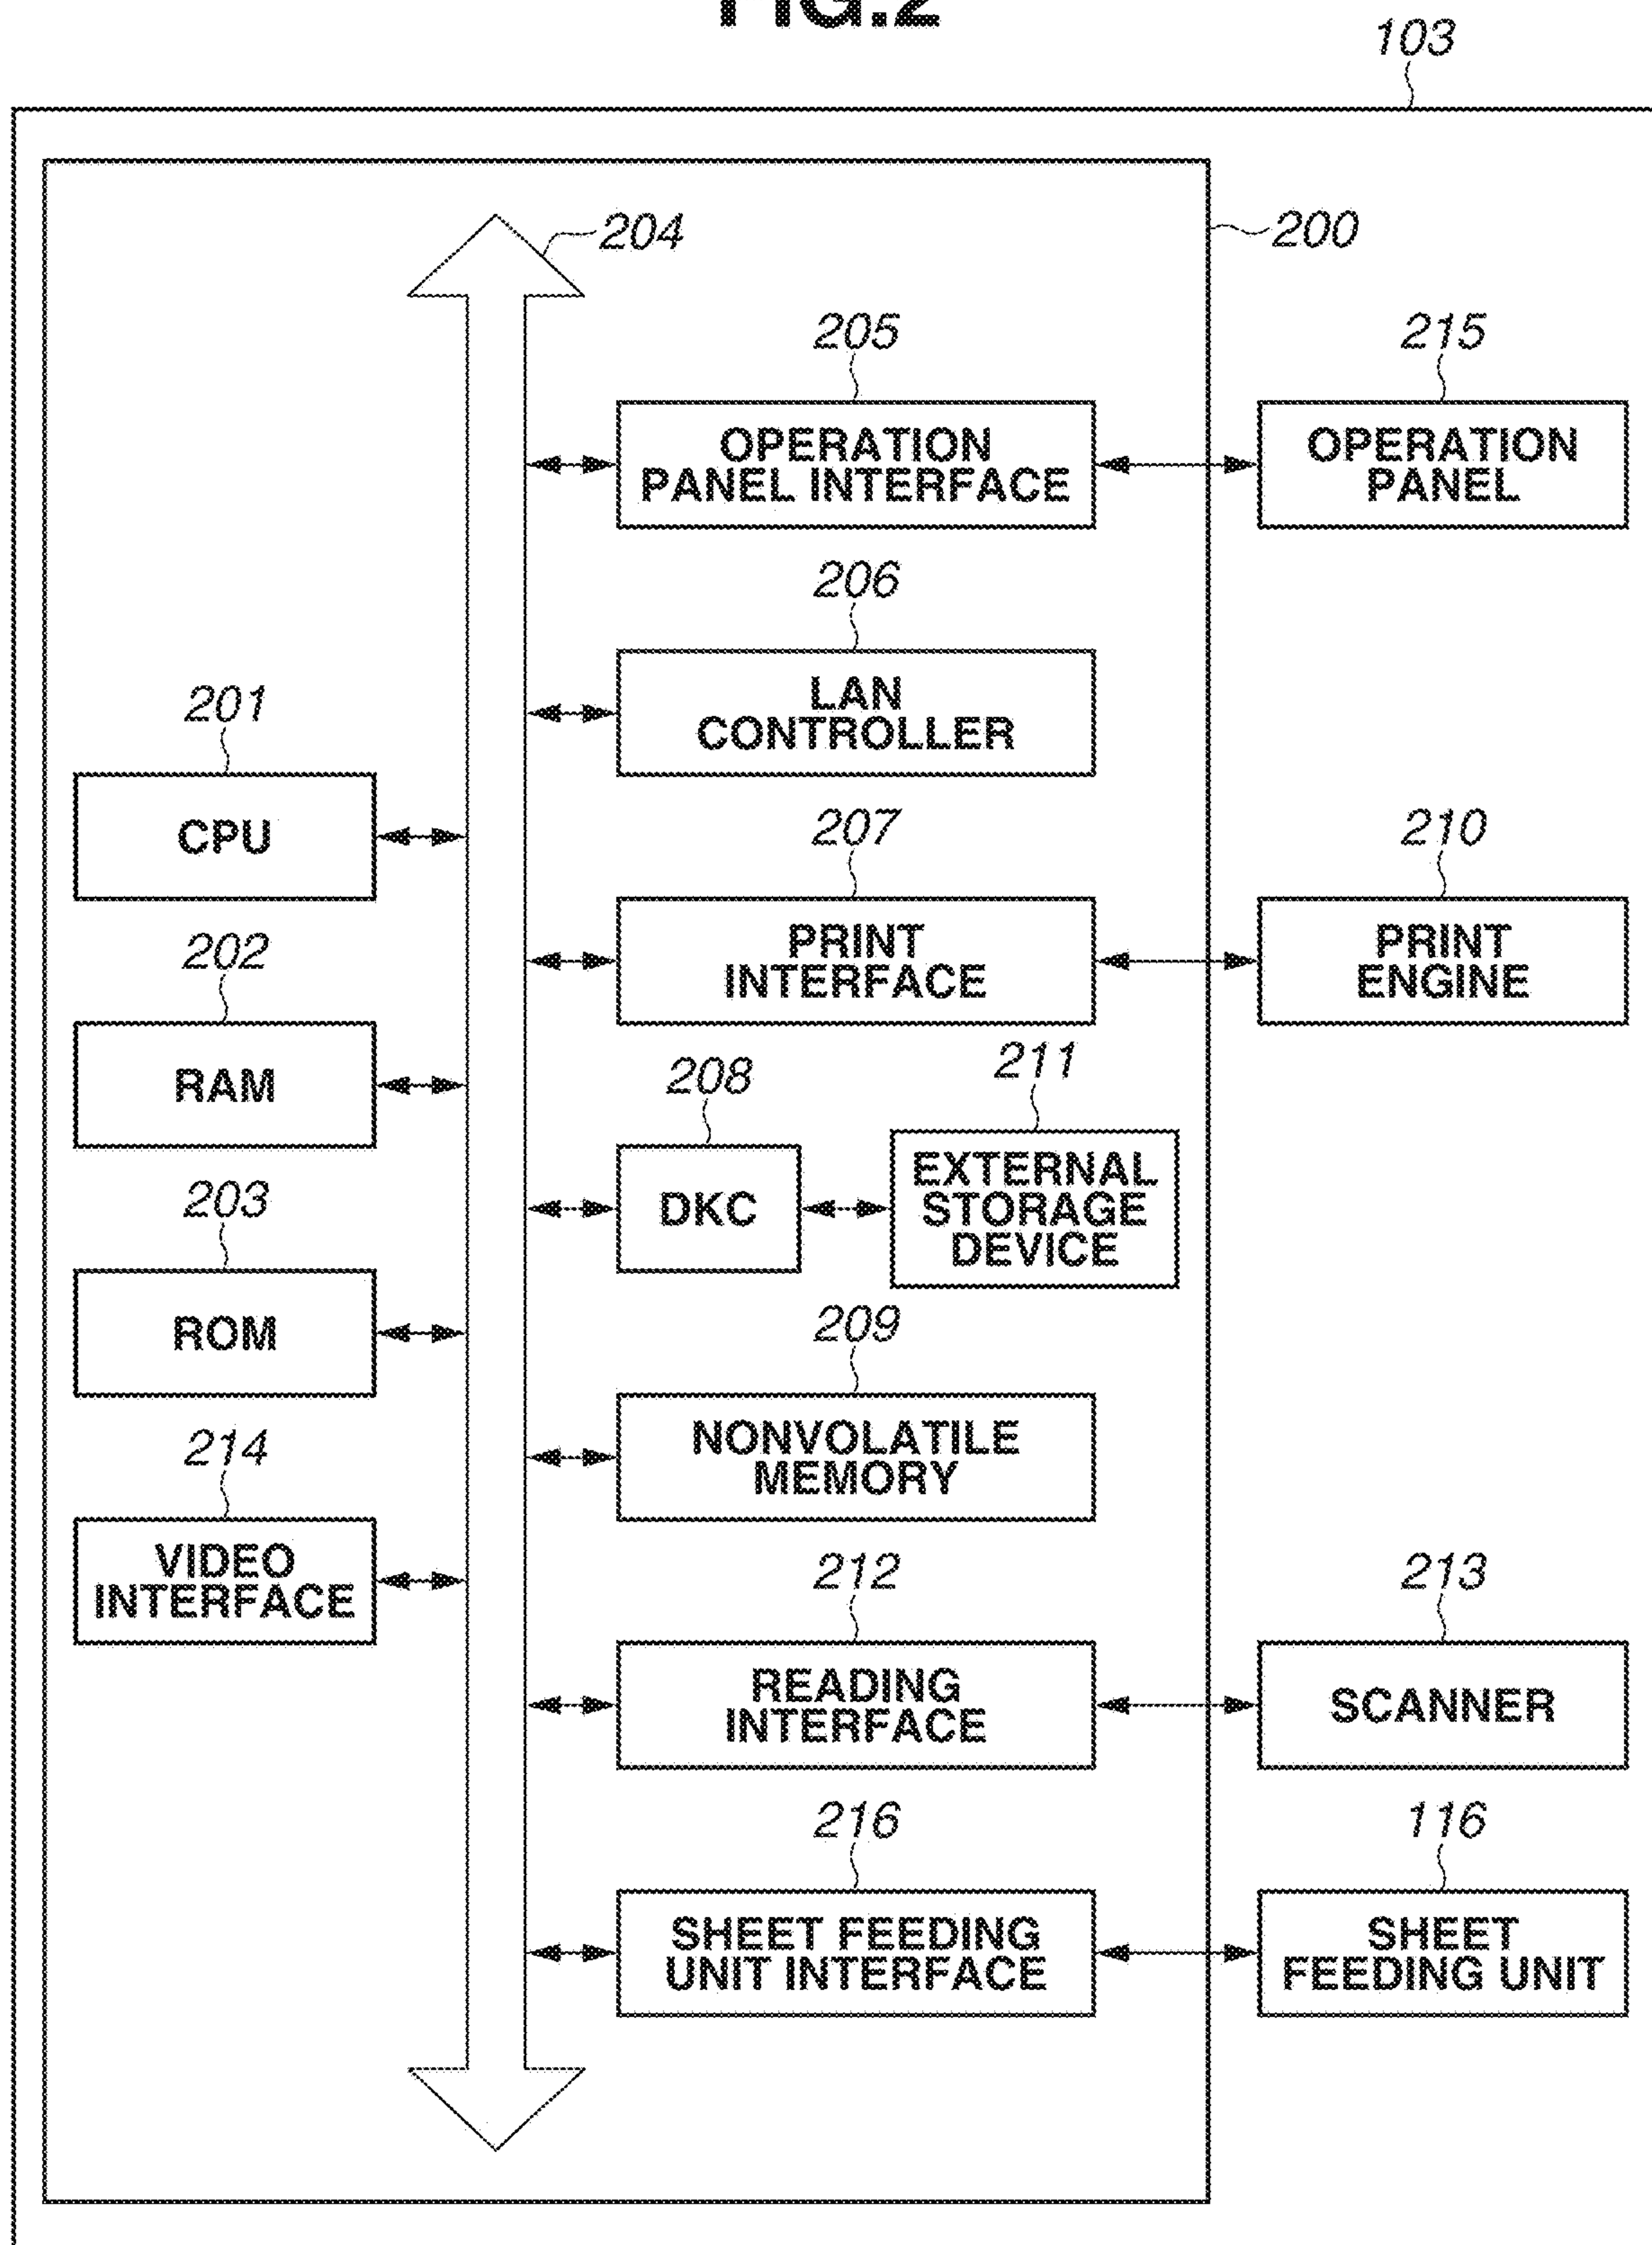 FIG.2
103
204
200
205
215
OPERATION
PANEL INTERFACE
OPERATION
PANEL
206
LAN
CONTROLLER
201
CPU
207
210
PRINT
INTERFACE
PRINT
ENGINE
202
RAM
208
211
DKC
EXTERNAL
STORAGE
DEVICE
203
ROM
209
NONVOLATILE
MEMORY
214
VIDEO
INTERFACE
212
213
READING
INTERFACE
SCANNER
216
116
SHEET FEEDING
UNIT INTERFACE
SHEET
FEEDING UNIT